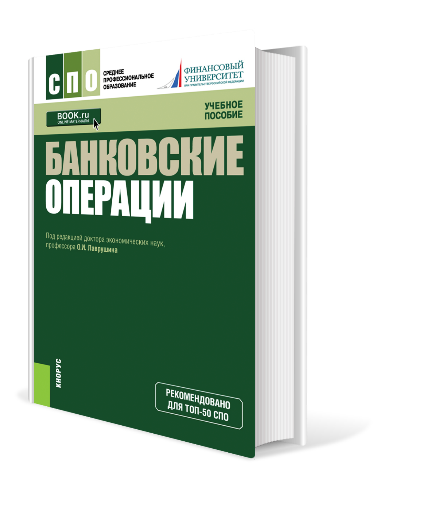 СПО
СРЕДНЕЕ
ПРОФЕССИОНАЛЬНОЕ
ОБРАЗОВАНИЕ
ФИНАНСОВЫЙ
УНИВЕРСИТЕТ
BOOK.ru
УЧЕБНОЕ
ПОСОБИЕ
БАНКОВСКИЕ
ОПЕРАЦИИ
Под редакцией доктора экономических наук,
профессора О.И. Лаврушина
КНОРУС
РЕКОМЕНДОВАНО
ДЛЯ ТОП-50 СПО